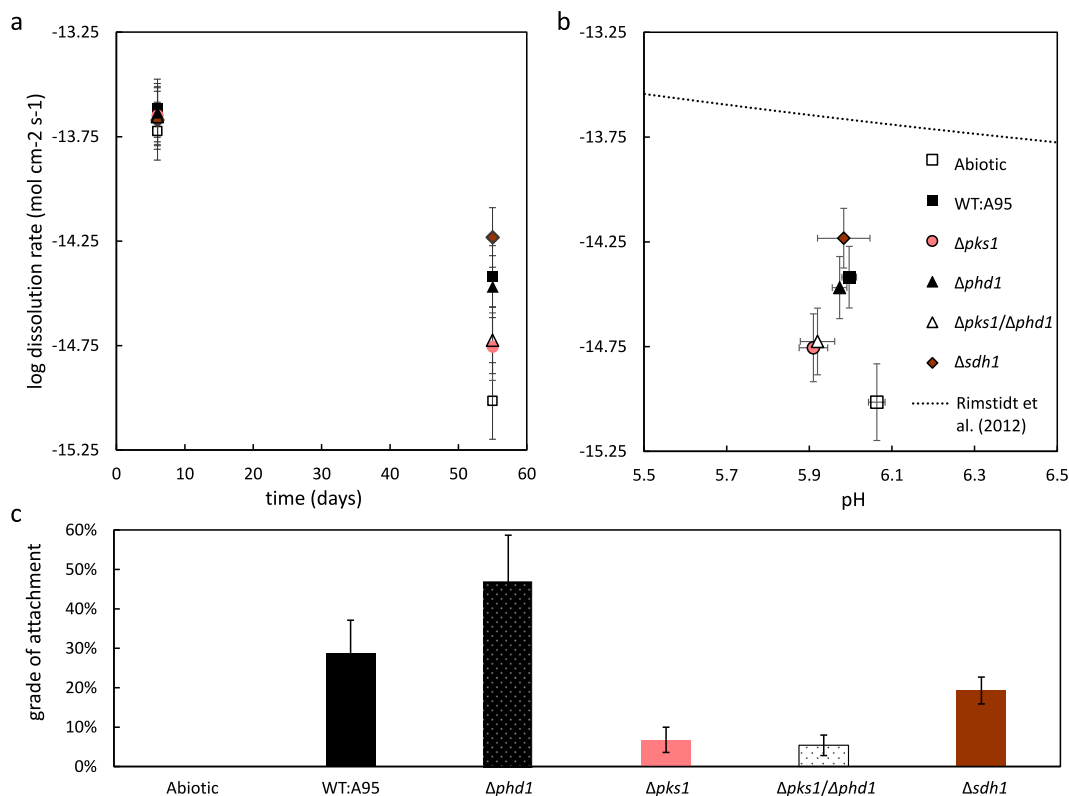 a
b
log dissolution rate (mol cm-2 s-1)
-13.25
-13.75
-14.25
-14.75
-15.25
0
10
20
30
40
50
60
time (days)
-13.25
-13.75
-14.25
-14.75
-15.25
5.5
5.7
5.9
6.1
6.3
6.5
pH
Abiotic
WT:A95
Δpks1
Δphd1
Δpks1/Δphd1
Δsdh1
Rimstidt et
al. (2012)
c
grade of attachment
60%
50%
40%
30%
20%
10%
0%
Abiotic
WT:A95
Δphd1
Δpks1
Δpks1/Δphd1
Δsdh1